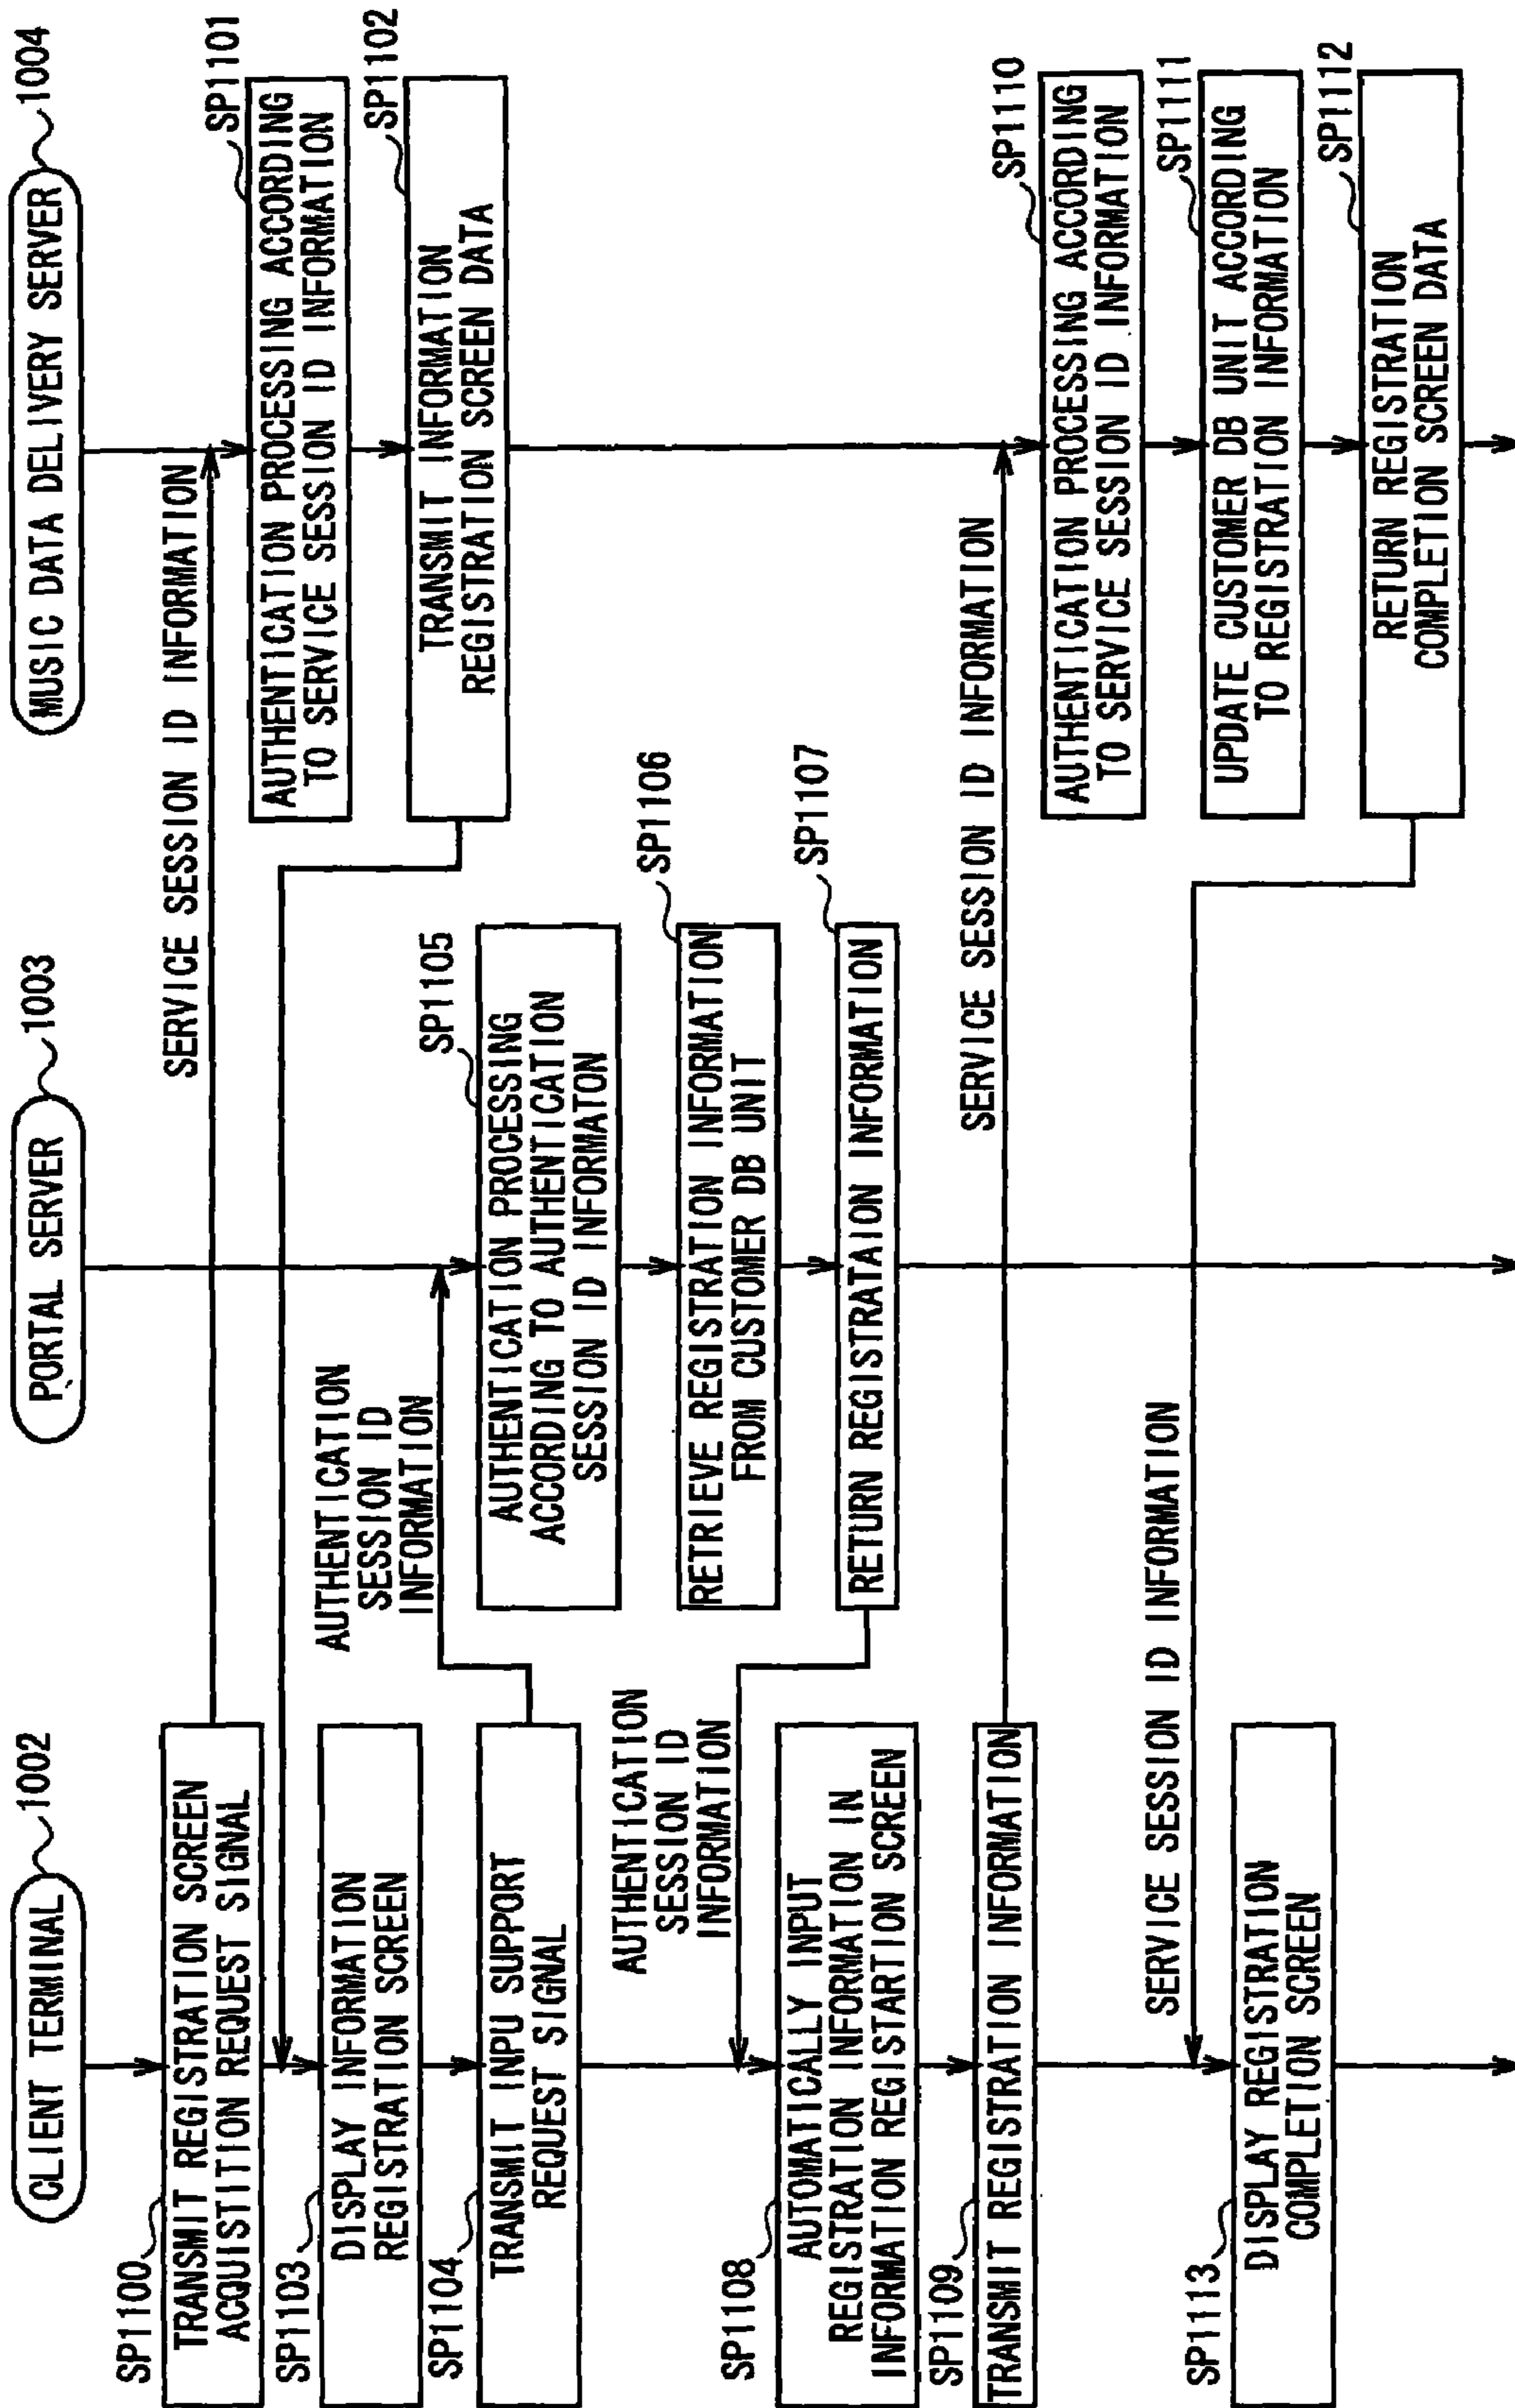 CLIENT TERMINAL
1002
PORTAL SERVER
1003
MUSIC DATA DELIVERY SERVER
1004
SP1100
TRANSMIT REGISTRATION SCREEN
ACQUISTITION REQUEST SIGNAL
SERVICE SESSION ID INFORMATION
SP1101
AUTHENTICATION PROCESSING ACCORDING
TO SERVICE SESSION ID INFORMATION
SP1102
TRANSMIT INFORMATION
REGISTRATION SCREEN DATA
SP1103
DISPLAY INFORMATION
REGISTRATION SCREEN
SP1104
TRANSMIT INPU SUPPORT
REQUEST SIGNAL
AUTHENTICATION
SESSION ID
INFORMATION
SP1105
AUTHENTICATION PROCESSING
ACCORDING TO AUTHENTICATION
SESSION ID INFORMATON
SP1106
RETRIEVE REGISTRATION INFORMATION
FROM CUSTOMER DB UNIT
SP1107
RETURN REGISTRATAION INFORMATION
AUTHENTICATION
SESSION ID
INFORMATION
SP1108
AUTOMATICALLY INPUT
REGISTRATION INFORMATION IN
INFORMATION REGISTARTION SCREEN
SP1109
TRANSMIT REGISTRATION INFORMATION
SERVICE SESSION ID INFORMATION
SP1110
AUTHENTICATION PROCESSING ACCORDING
TO SERVICE SESSION ID INFORMATION
SP1111
UPDATE CUSTOMER DB UNIT ACCORDING
TO REGISTRATION INFORMATION
SP1112
RETURN REGISTRATION
COMPLETION SCREEN DATA
SERVICE SESSION ID INFORMATION
SP1113
DISPLAY REGISTRATION
COMPLETION SCREEN